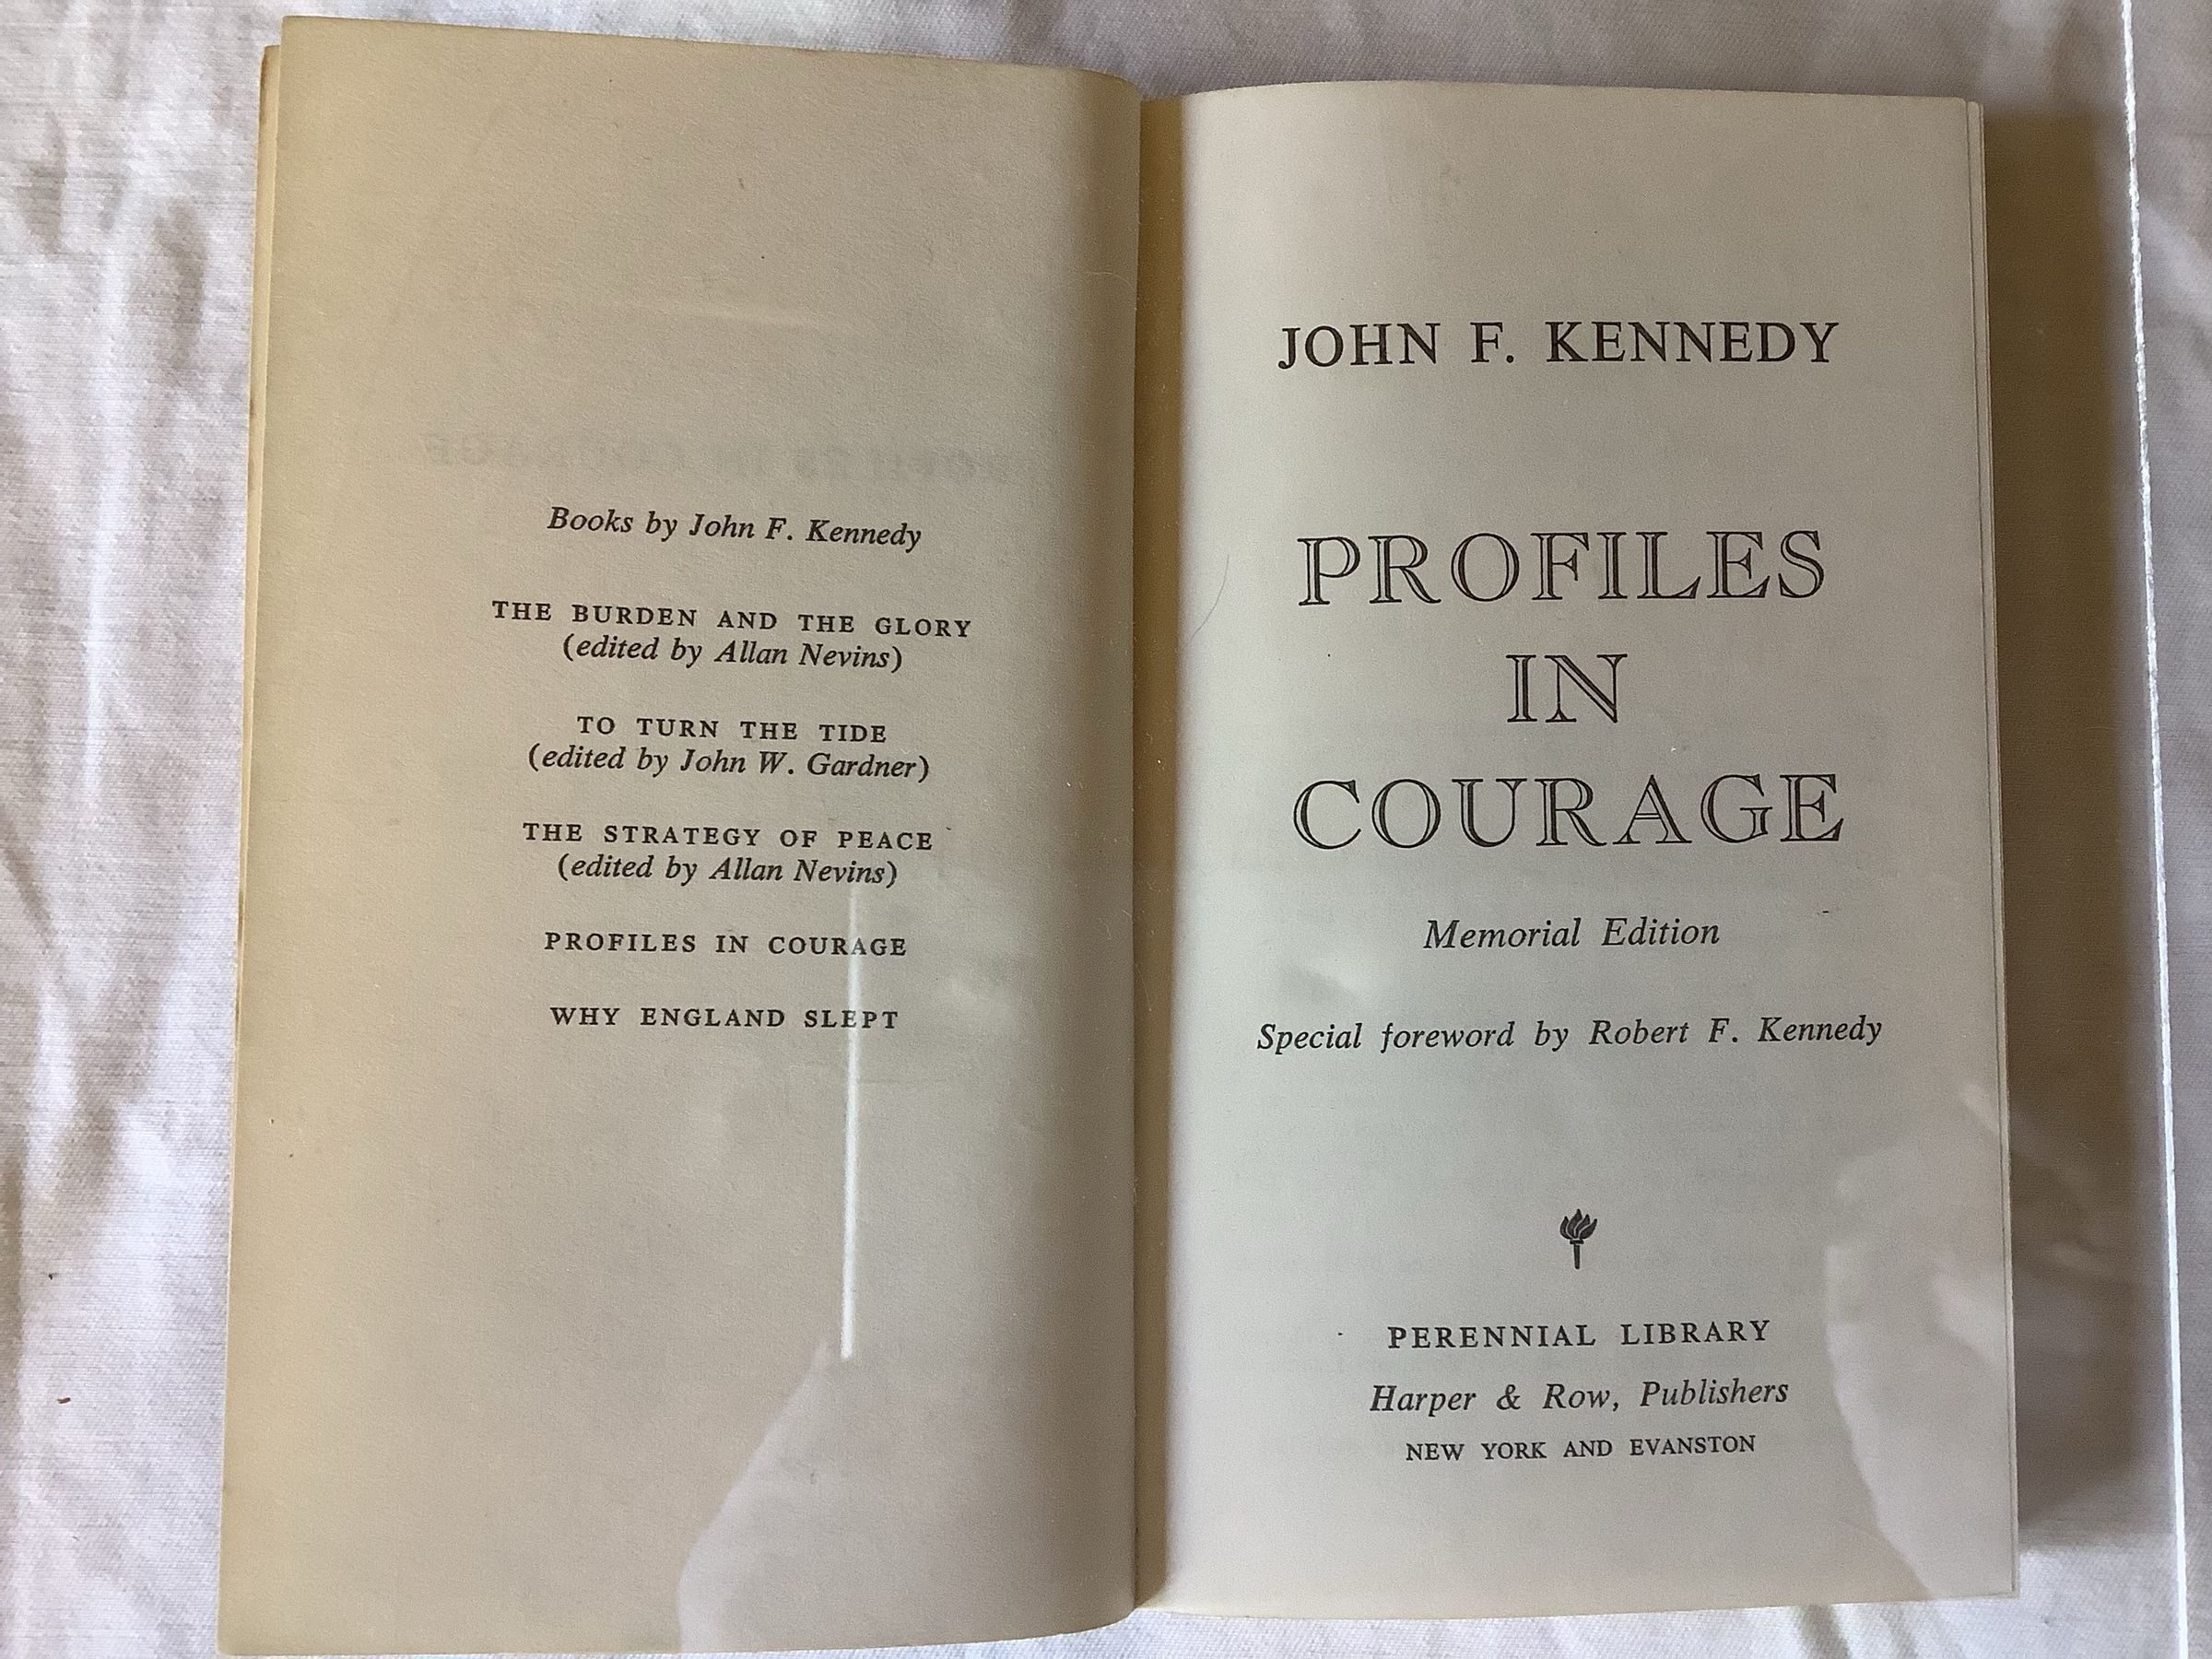 Books by John F. Kennedy
THE BURDEN AND THE GLORY
(edited by Allan Nevins)
TO TURN THE TIDE
(edited by John W. Gardner)
THE STRATEGY OF PEACE
(edited by Allan Nevins)
PROFILES IN COURAGE
WHY ENGLAND SLEPT
JOHN F. KENNEDY
PROFILES
IN
COURAGE
Memorial Edition
Special foreword by Robert F. Kennedy
PERENNIAL LIBRARY
Harper & Row, Publishers
NEW YORK AND EVANSTON